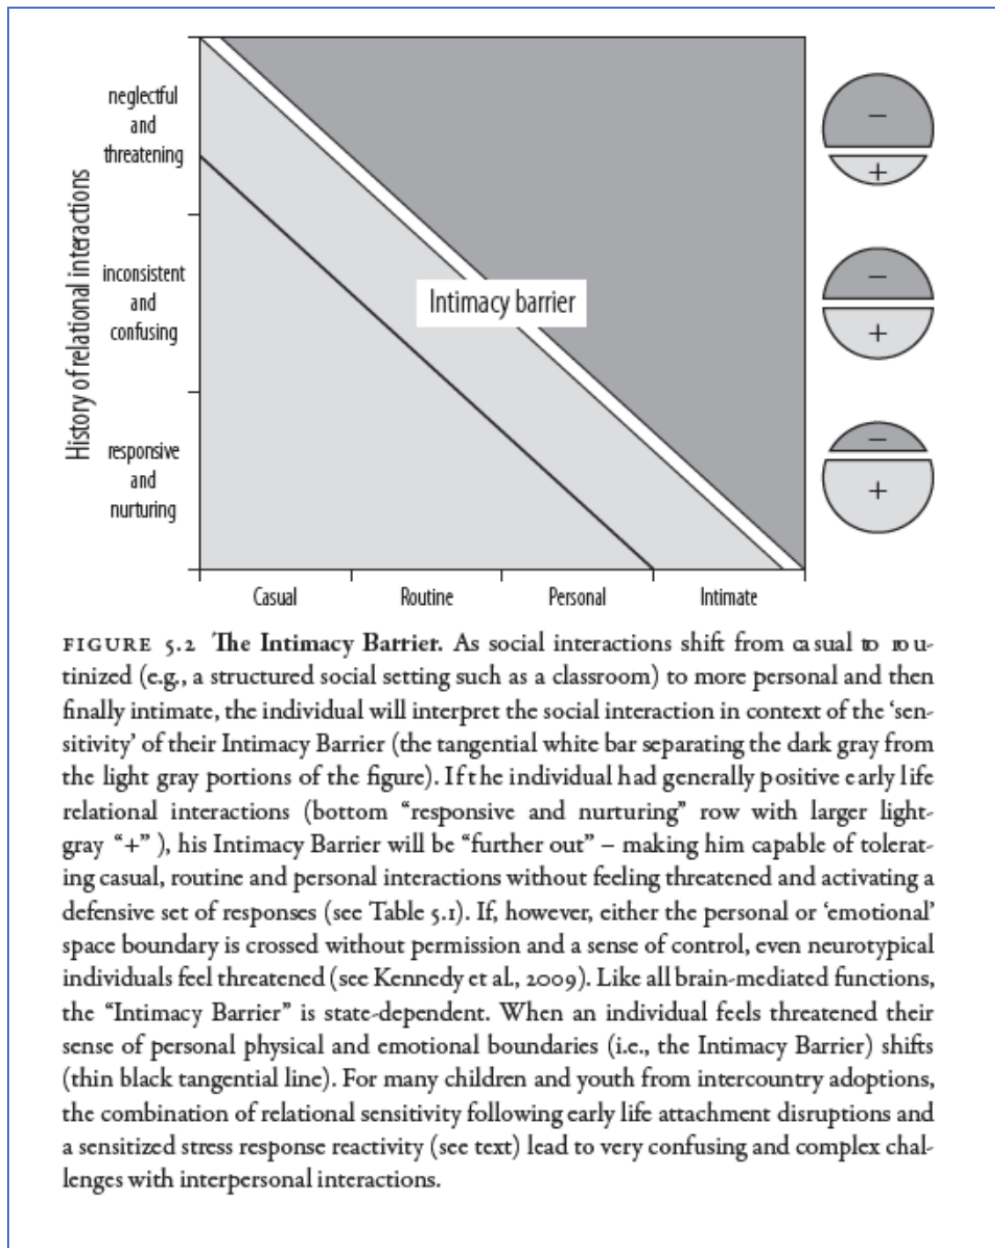 neglectful
and
threatening
−
+
inconsistent
and
confusing
−
+
Intimacy barrier
History of relational interactions
responsive
and
nurturing
−
+
Casual
Routine
Personal
Intimate
FIGURE 5.2 The Intimacy Barrier. As social interactions shift from casual to rou-
tinized (e.g., a structured social setting such as a classroom) to more personal and then
finally intimate, the individual will interpret the social interaction in context of the ‘sen-
sitivity’ of their Intimacy Barrier (the tangential white bar separating the dark gray from
the light gray portions of the figure). If the individual had generally positive early life
relational interactions (bottom “responsive and nurturing” row with larger light-
gray “+” ), his Intimacy Barrier will be “further out” – making him capable of tolerat-
ing casual, routine and personal interactions without feeling threatened and activating a
defensive set of responses (see Table 5.1). If, however, either the personal or ‘emotional’
space boundary is crossed without permission and a sense of control, even neurotypical
individuals feel threatened (see Kennedy et al., 2009). Like all brain-mediated functions,
the “Intimacy Barrier” is state-dependent. When an individual feels threatened their
sense of personal physical and emotional boundaries (i.e., the Intimacy Barrier) shifts
(thin black tangential line). For many children and youth from intercountry adoptions,
the combination of relational sensitivity following early life attachment disruptions and
a sensitized stress response reactivity (see text) lead to very confusing and complex chal-
lenges with interpersonal interactions.